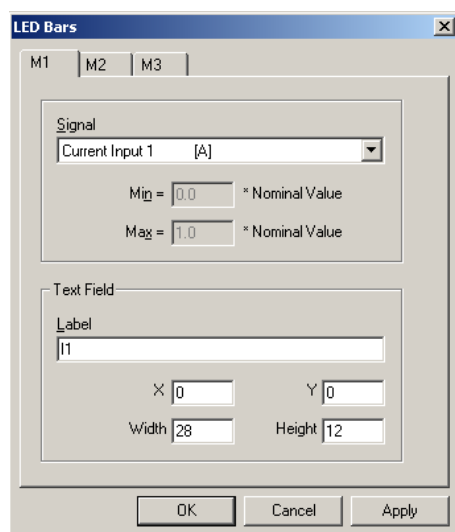 LED Bars
M1 M2 M3
Signal
Current Input 1 [A]
Min = 0.0 * Nominal Value
Max = 1.0 * Nominal Value
Text Field
Label
I1
X 0 Y 0
Width 28 Height 12
OK Cancel Apply